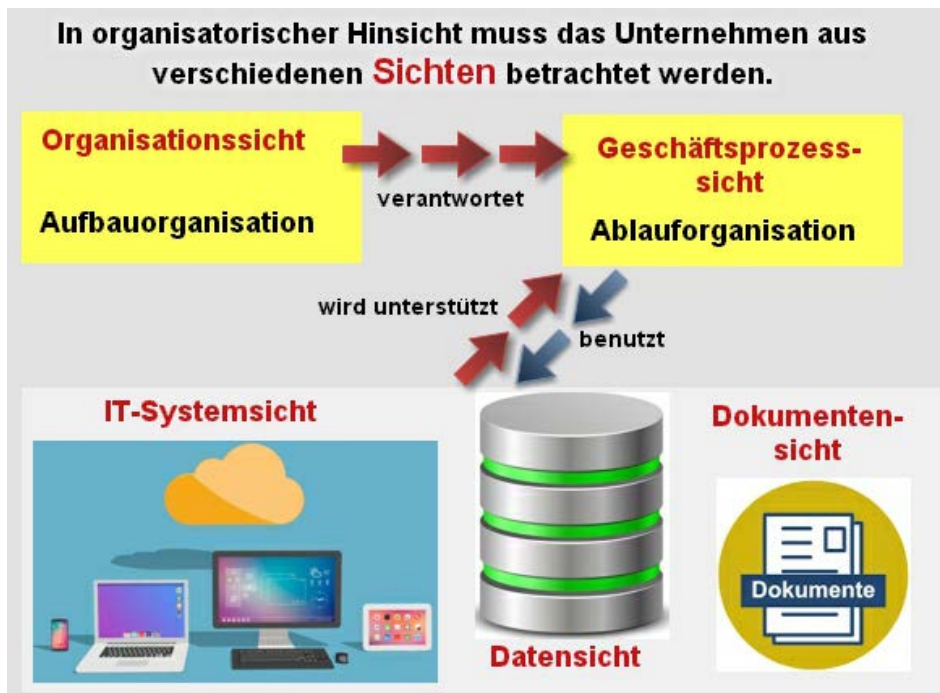 In organisatorischer Hinsicht muss das Unternehmen aus
verschiedenen Sichten betrachtet werden.
Organisationssicht
Aufbauorganisation
verantwortet
Geschäftsprozess-
sicht
Ablauforganisation
wird unterstützt
benutzt
IT-Systemsicht
Datensicht
Dokumenten-
sicht
Dokumente